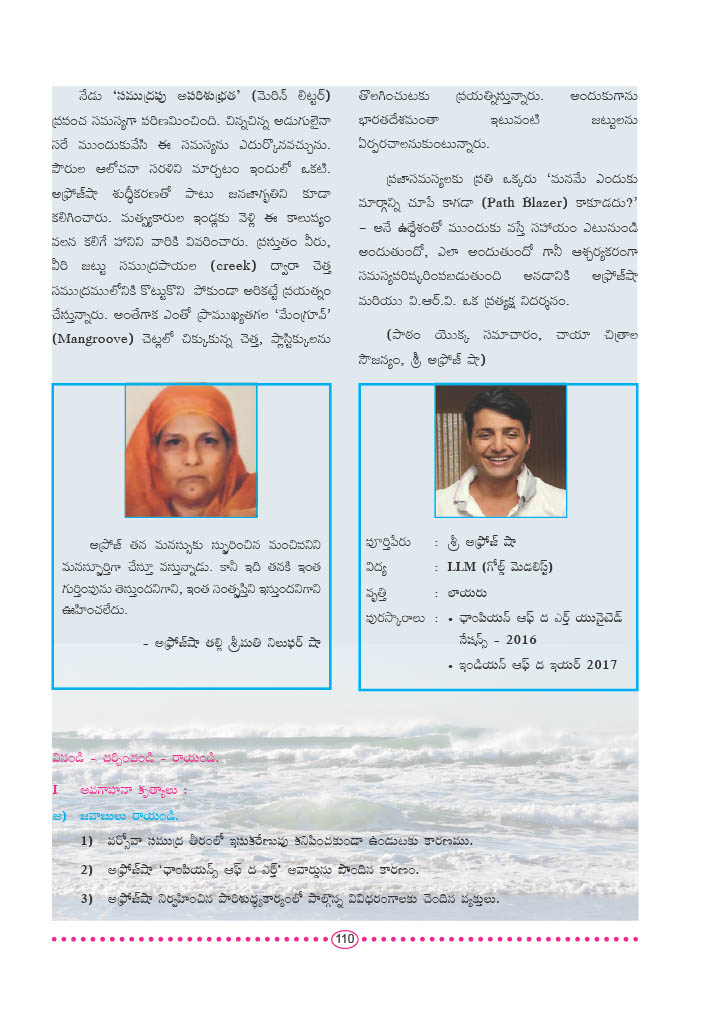 నేడు ‘సముద్రపు అపరిశుభ్రత’ (మెరిన్ లిట్టర్)
ప్రపంచ సమస్యగా పరిణమించింది. చిన్నచిన్న అడుగులైనా
సరే ముందుకువేసి ఈ సమస్యను ఎదుర్కొనవచ్చును.
పౌరుల ఆలోచనా సరళిని మార్చటం ఇందులో ఒకటి.
అఫ్రోజ్‌షా శుద్ధీకరణతో పాటు జనజాగృతిని కూడా
కలిగించారు. మత్స్యకారుల ఇండ్లకు వెళ్లి ఈ కాలుష్యం
వలన కలిగే హానిని వారికి వివరించారు. ప్రస్తుతం వీరు,
వీరి జట్టు సముద్రపాయల (creek) ద్వారా చెత్త
సముద్రములోనికి కొట్టుకొని పోకుండా అరికట్టే ప్రయత్నం
చేస్తున్నారు. అంతేగాక ఎంతో ప్రాముఖ్యతగల ‘మేంగ్రూవ్’
(Mangroove) చెట్లలో చిక్కుకున్న చెత్త, ప్లాస్టిక్కులను
తొలగించుటకు ప్రయత్నిస్తున్నారు. అందుకుగాను
భారతదేశమంతా ఇటువంటి జట్టులను
ఏర్పరచాలనుకుంటున్నారు.
ప్రజాసమస్యలకు ప్రతి ఒక్కరు ‘మనమే ఎందుకు
మార్గాన్ని చూపే కాగడా (Path Blazer) కాకూడదు?’
– అనే ఉద్దేశంతో ముందుకు వస్తే సహాయం ఎటునుండి
అందుతుందో, ఎలా అందుతుందో గానీ ఆశ్చర్యకరంగా
సమస్యపరిష్కరింపబడుతుంది అనడానికి అఫ్రోజ్‌షా
మరియు వి.ఆర్.వి. ఒక ప్రత్యక్ష నిదర్శనం.
(పాఠం యొక్క సమాచారం, చాయా చిత్రాల
సౌజన్యం, శ్రీ అఫ్రోజ్ షా)
అఫ్రోజ్ తన మనస్సుకు స్ఫురించిన మంచిపనిని
మనస్ఫూర్తిగా చేస్తూ వస్తున్నాడు. కానీ ఇది తనకి ఇంత
గుర్తింపును తెస్తుందనిగాని, ఇంత సంతృప్తిని ఇస్తుందనిగాని
ఊహించలేదు.
- అఫ్రోజ్‌షా తల్లి శ్రీమతి నిలుఫర్ షా
పూర్తిపేరు : శ్రీ అఫ్రోజ్ షా
విద్య : LLM (గోల్డ్ మెడలిస్ట్)
వృత్తి : లాయరు
పురస్కారాలు : • ఛాంపియన్ ఆఫ్ ద ఎర్త్ యునైటెడ్
నేషన్స్ - 2016
• ఇండియన్ ఆఫ్ ద ఇయర్ 2017
వినండి - చర్చించండి - రాయండి.
I అవగాహనా కృత్యాలు :
అ) జవాబులు రాయండి.
1) వర్సోవా సముద్ర తీరంలో ఇసుకరేణువు కనిపించకుండా ఉండుటకు కారణము.
2) అఫ్రోజ్‌షా ‘ఛాంపియన్స్ ఆఫ్ ద ఎర్త్‘ అవార్డును పొందిన కారణం.
3) అఫ్రోజ్‌షా నిర్వహించిన పారిశుద్ధ్యకార్యంలో పాల్గొన్న వివిధరంగాలకు చెందిన వ్యక్తులు.
110